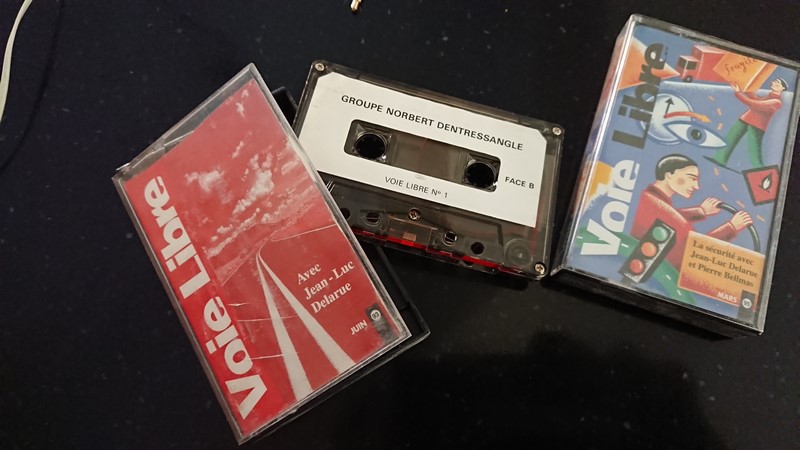 Voie Libre
Avec
Jean-Luc
Delarue
JUIN
GROUPE NORBERT DENTRESSANGLE
VOIE LIBRE N° 1
FACE B
Voie Libre
fragile
La sécurité avec
Jean-Luc Delarue
et Pierre Bellmas
MARS